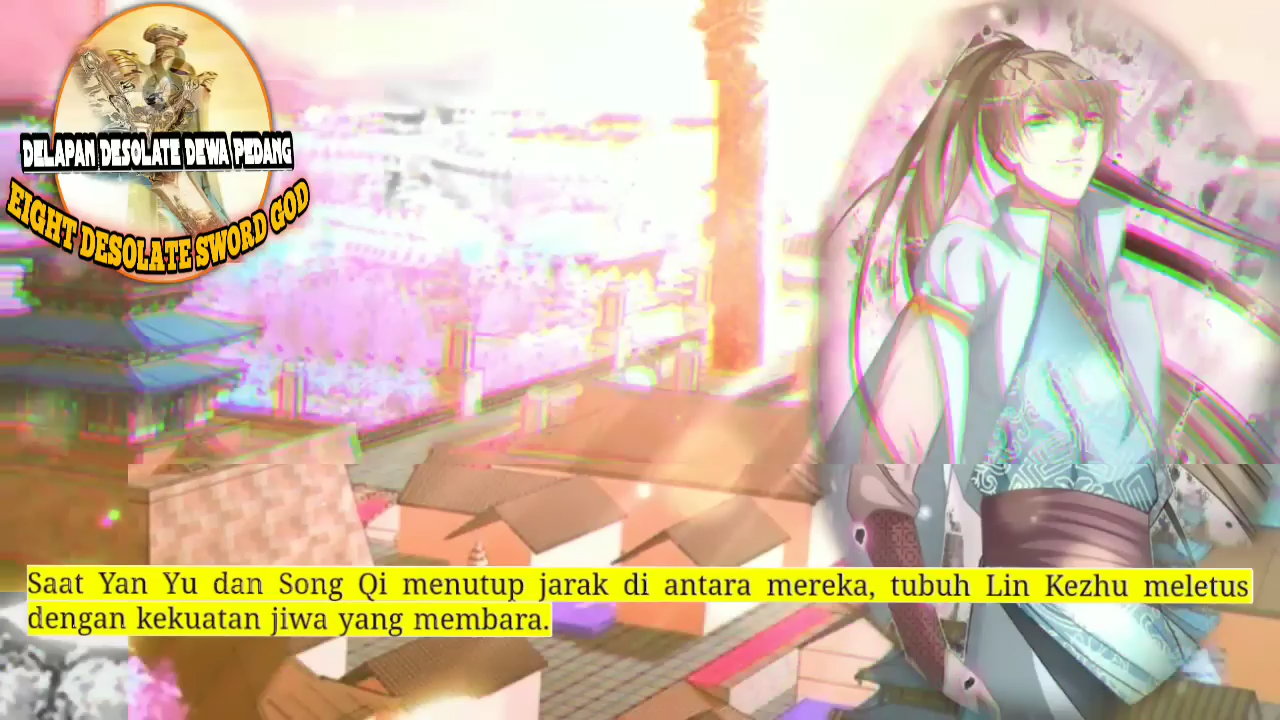 DELAPAN DESOLATE DEWA PEDANG
EIGHT DESOLATE SWORD GOD
Saat Yan Yu dan Song Qi menutup jarak di antara mereka, tubuh Lin Kezhu meletus
dengan kekuatan jiwa yang membara.